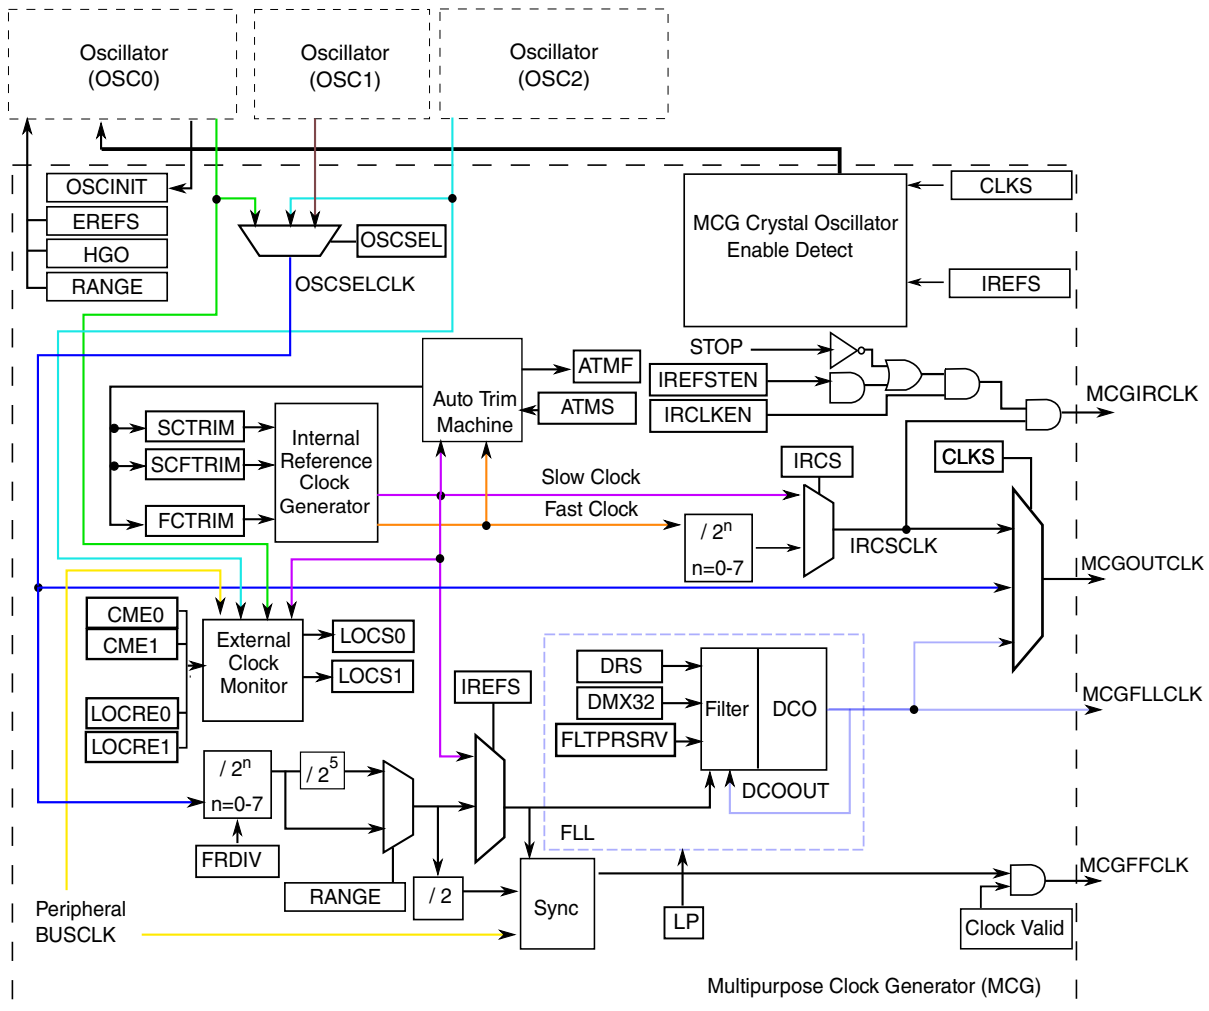 Oscillator
(OSC0)
Oscillator
(OSC1)
Oscillator
(OSC2)
OSCINIT
EREFS
HGO
RANGE
OSCSEL
OSCSELCLK
MCG Crystal Oscillator
Enable Detect
CLKS
IREFS
STOP
IREFSTEN
IRCLKEN
MCGIRCLK
ATMF
ATMS
Auto Trim
Machine
SCTRIM
SCFTRIM
FCTRIM
Internal
Reference
Clock
Generator
Slow Clock
Fast Clock
IRCS
CLKS
/ 2n
n=0-7
IRCSCLK
MCGOUTCLK
CME0
CME1
LOCRE0
LOCRE1
External
Clock
Monitor
LOCS0
LOCS1
IREFS
DRS
DMX32
FLTPRSRV
Filter
DCO
DCOOUT
FLL
MCGFLLCLK
/ 2n
n=0-7
/ 25
FRDIV
RANGE
/ 2
Sync
LP
MCGFFCLK
Clock Valid
Peripheral
BUSCLK
Multipurpose Clock Generator (MCG)